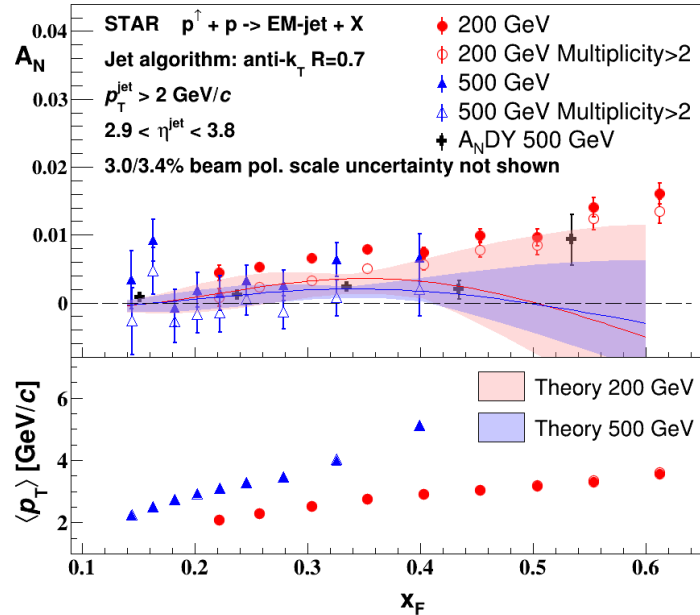 STAR p↑ + p -> EM-jet + X
Jet algorithm: anti-kT R=0.7
pTjet > 2 GeV/c
2.9 < ηjet < 3.8
3.0/3.4% beam pol. scale uncertainty not shown
200 GeV
200 GeV Multiplicity>2
500 GeV
500 GeV Multiplicity>2
ANDY 500 GeV
AN
0.04
0.02
0.01
0
Theory 200 GeV
Theory 500 GeV
⟨pT⟩ [GeV/c]
6
4
2
0.1 0.2 0.3 0.4 0.5 0.6
xF